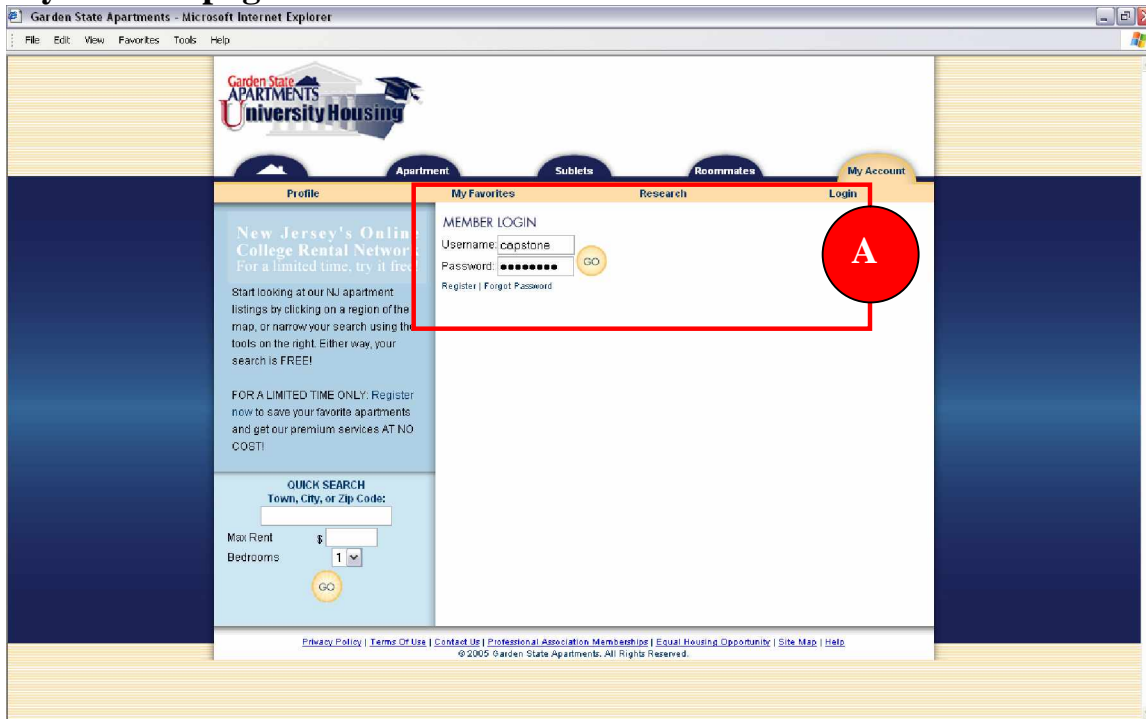 Garden State Apartments - Microsoft Internet Explorer
File Edit View Favorites Tools Help
Garden State
APARTMENTS
University Housing
Apartment Sublets Roommates My Account
Profile My Favorites Research Login
New Jersey's Online
College Rental Network
For a limited time, try it free!
MEMBER LOGIN
Username: capstone
Password: ●●●●●●●●
GO
Register | Forgot Password
A
Start looking at our NJ apartment
listings by clicking on a region of the
map, or narrow your search using the
tools on the right. Either way, your
search is FREE!
FOR A LIMITED TIME ONLY: Register
now to save your favorite apartments
and get our premium services AT NO
COST!
QUICK SEARCH
Town, City, or Zip Code:
Max Rent $
Bedrooms 1
GO
Privacy Policy | Terms Of Use | Contact Us | Professional Association Memberships | Equal Housing Opportunity | Site Map | Help
©2005 Garden State Apartments. All Rights Reserved.